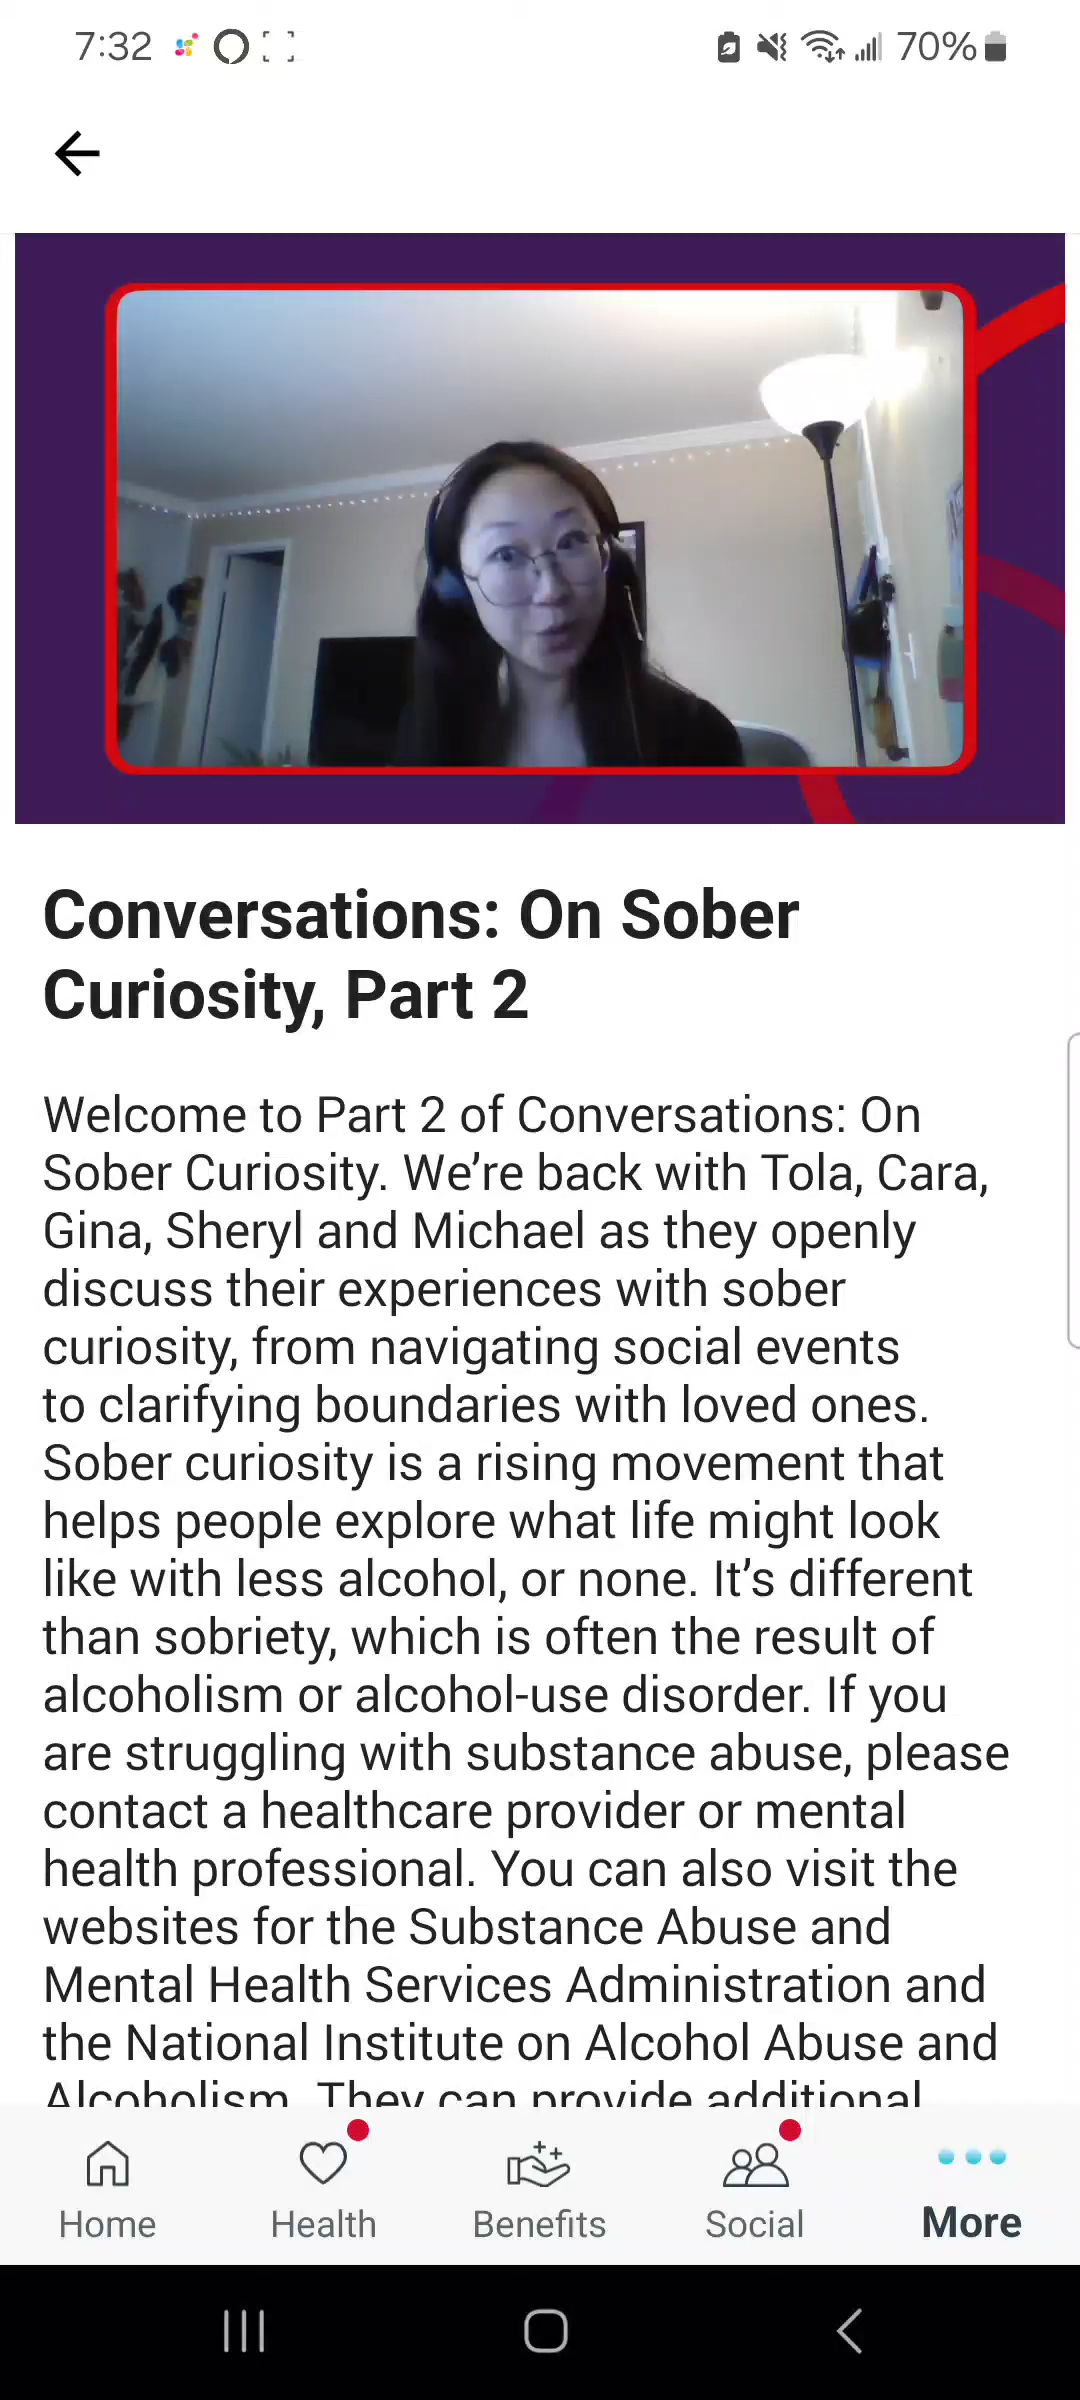 7:32
70%
Conversations: On Sober
Curiosity, Part 2
Welcome to Part 2 of Conversations: On
Sober Curiosity. We’re back with Tola, Cara,
Gina, Sheryl and Michael as they openly
discuss their experiences with sober
curiosity, from navigating social events
to clarifying boundaries with loved ones.
Sober curiosity is a rising movement that
helps people explore what life might look
like with less alcohol, or none. It’s different
than sobriety, which is often the result of
alcoholism or alcohol-use disorder. If you
are struggling with substance abuse, please
contact a healthcare provider or mental
health professional. You can also visit the
websites for the Substance Abuse and
Mental Health Services Administration and
the National Institute on Alcohol Abuse and
Alcoholism. They can provide additional
Home
Health
Benefits
Social
More